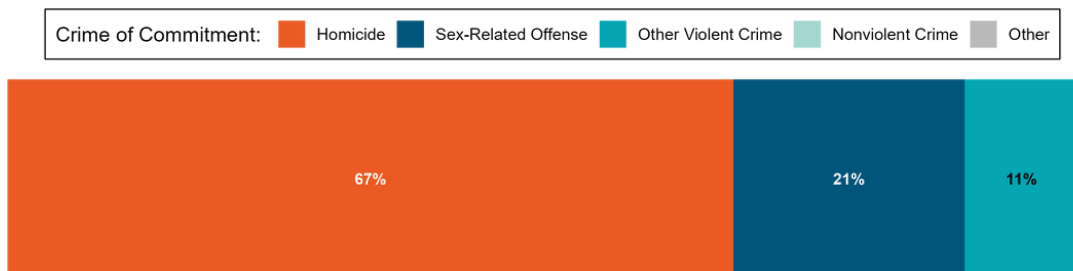 Crime of Commitment: Homicide Sex-Related Offense Other Violent Crime Nonviolent Crime Other
67% 21% 11%